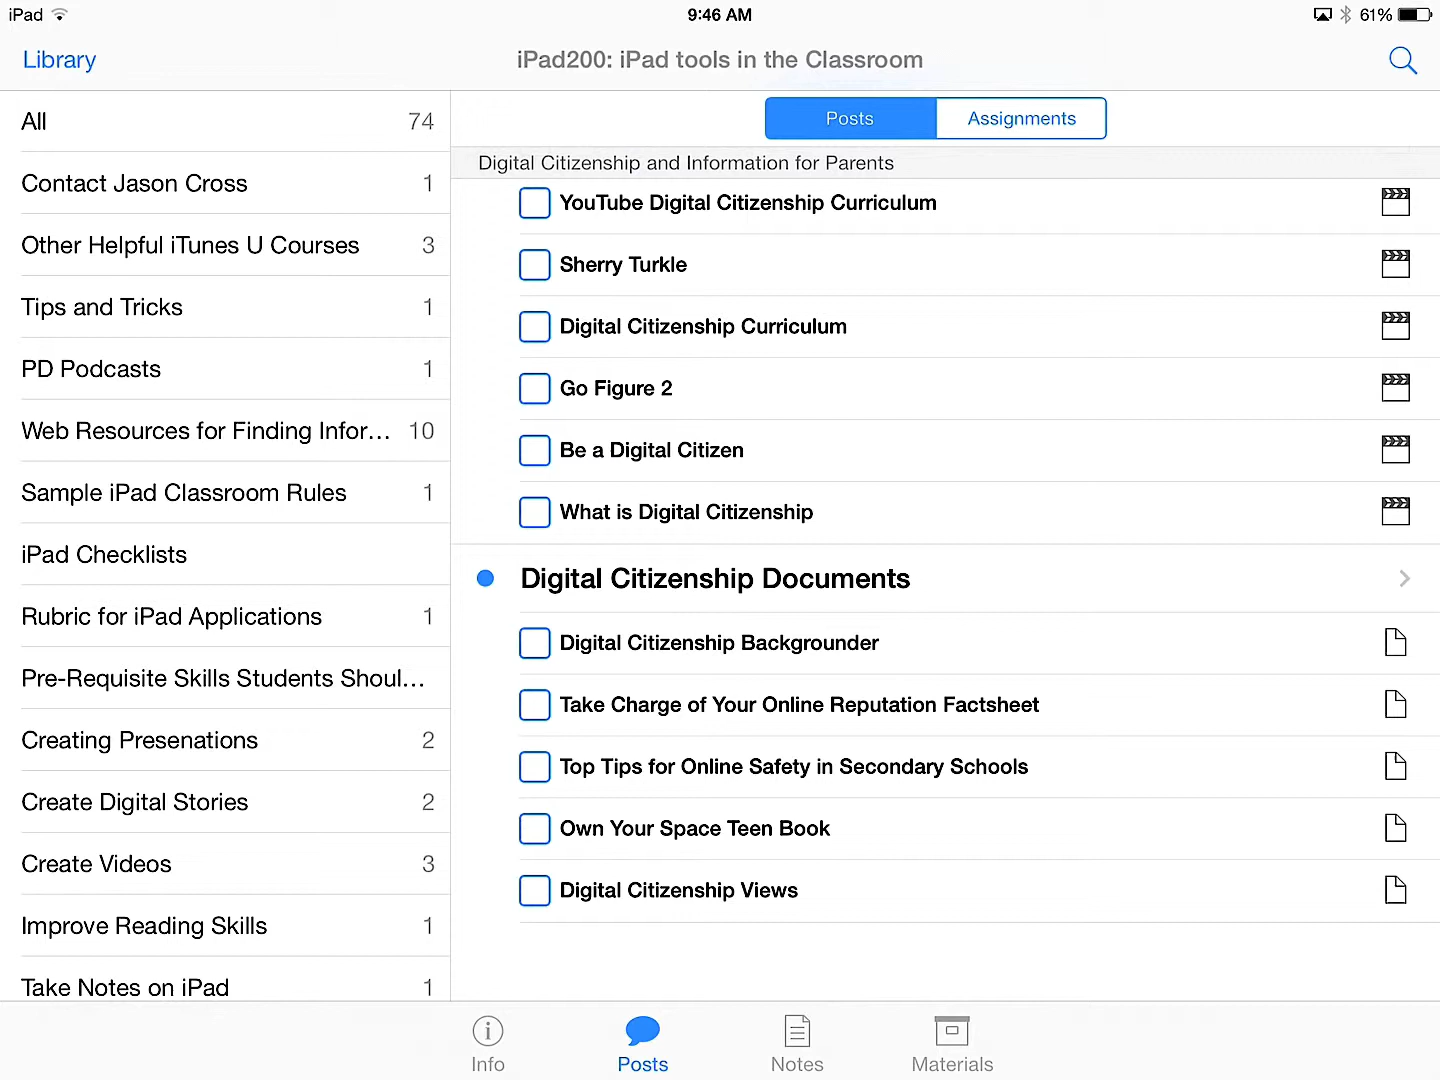 iPad
9:46 AM
61%
Library
iPad200: iPad tools in the Classroom
All 74
Contact Jason Cross 1
Other Helpful iTunes U Courses 3
Tips and Tricks 1
PD Podcasts 1
Web Resources for Finding Infor... 10
Sample iPad Classroom Rules 1
iPad Checklists
Rubric for iPad Applications 1
Pre-Requisite Skills Students Shoul...
Creating Presenations 2
Create Digital Stories 2
Create Videos 3
Improve Reading Skills 1
Take Notes on iPad 1
Posts
Assignments
Digital Citizenship and Information for Parents
YouTube Digital Citizenship Curriculum
Sherry Turkle
Digital Citizenship Curriculum
Go Figure 2
Be a Digital Citizen
What is Digital Citizenship
Digital Citizenship Documents
Digital Citizenship Backgrounder
Take Charge of Your Online Reputation Factsheet
Top Tips for Online Safety in Secondary Schools
Own Your Space Teen Book
Digital Citizenship Views
Info
Posts
Notes
Materials